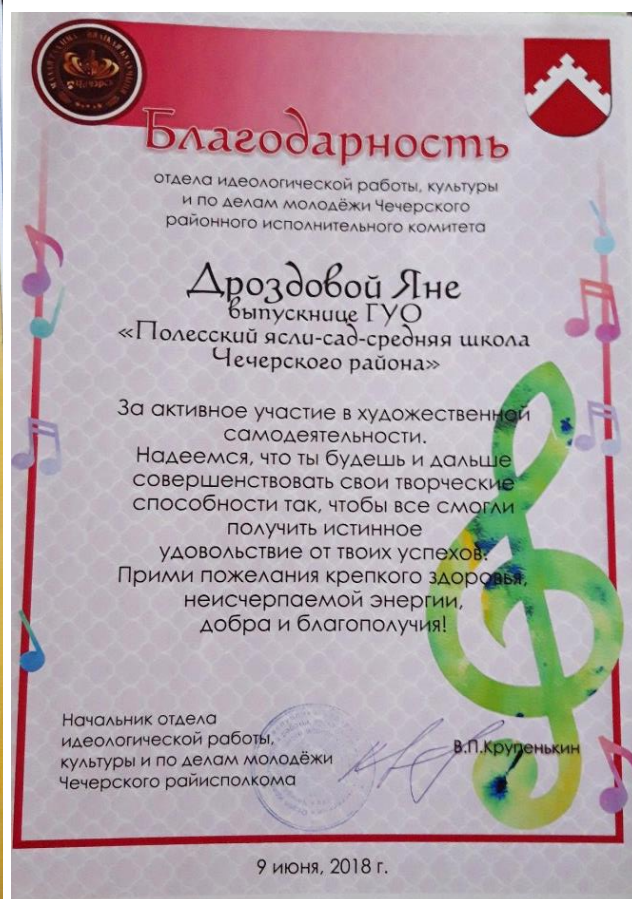 Благодарность
отдела идеологической работы, культуры
и по делам молодёжи Чечерского
районного исполнительного комитета
Дроздовой Яне
выпускнице ГУО
«Полесский ясли-сад-средняя школа
Чечерского района»
За активное участие в художественной
самодеятельности.
Надеемся, что ты будешь и дальше
совершенствовать свои творческие
способности так, чтобы все смогли
получить истинное
удовольствие от твоих успехов.
Прими пожелания крепкого здоровья,
неисчерпаемой энергии,
добра и благополучия!
Начальник отдела
идеологической работы,
культуры и по делам молодёжи
Чечерского райисполкома
В.П.Крупенькин
9 июня, 2018 г.